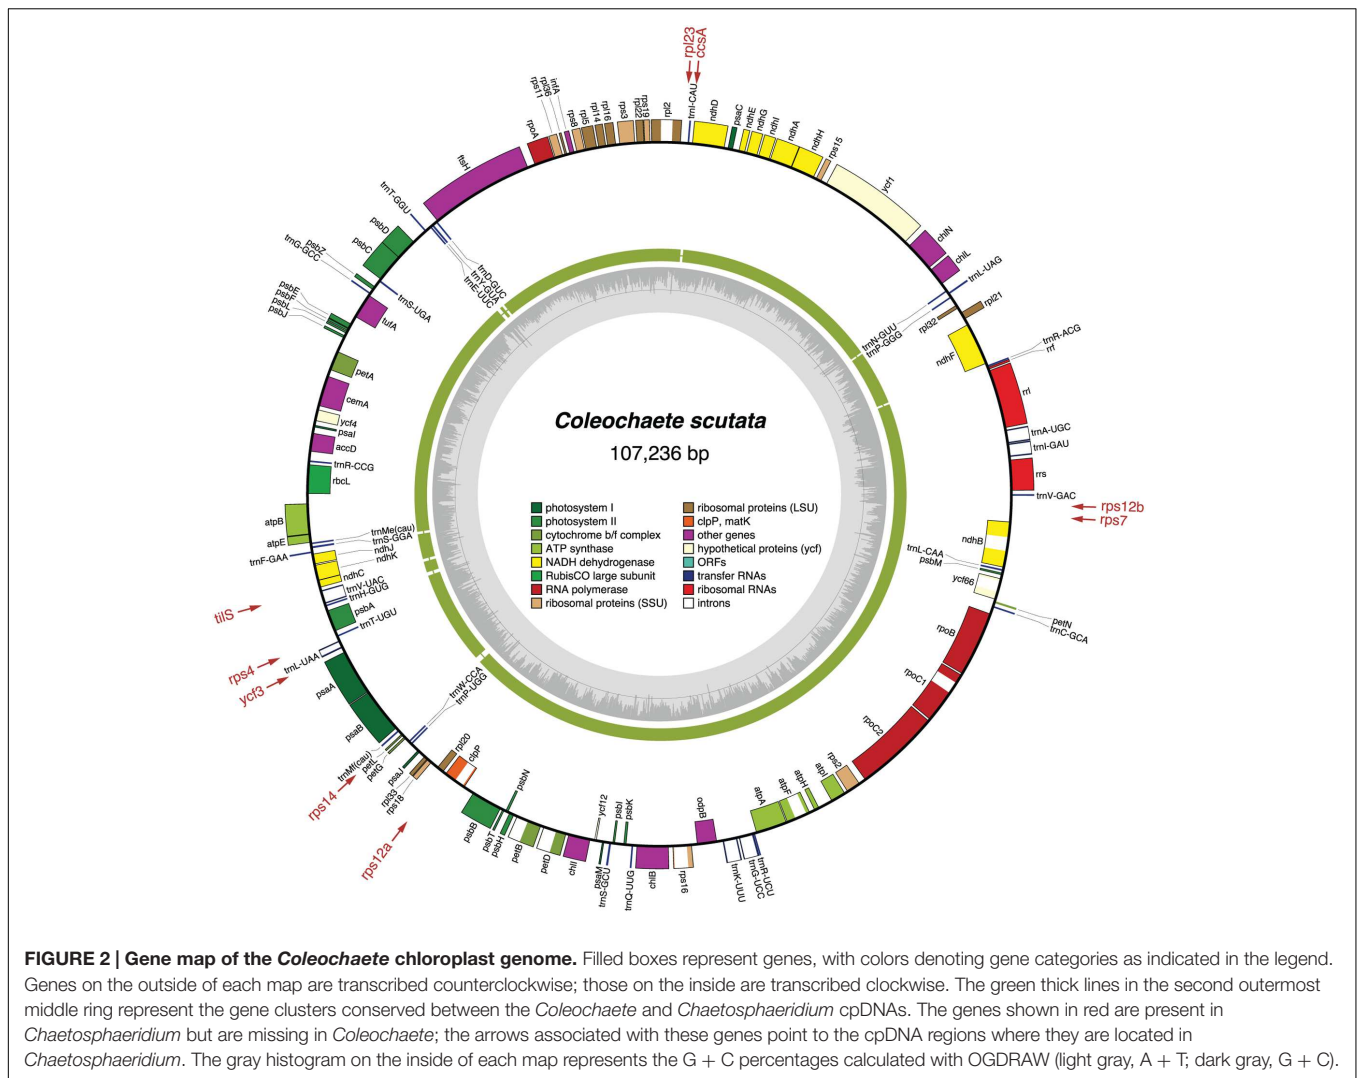 rpl23
ccsA
trnI-CAU
ndhD
psaC
ndhE
ndhG
ndhI
ndhA
ndhH
rps15
ycf1
chlN
chlL
trnL-UAG
rpl21
rpl32
trnN-GUU
trnP-GGG
ndhF
trnR-ACG
rrf
rrl
trnA-UGC
trnI-GAU
rrs
trnV-GAC
rps12b
rps7
ndhB
trnL-CAA
psbM
ycf66
petN
trnC-GCA
rpoB
rpoC1
rpoC2
rps2
atpI
atpH
atpF
atpA
trnR-UCU
trnG-UCC
trnK-UUU
odpB
rps16
chlB
psbK
psbI
trnQ-UUG
trnS-GCU
psaM
ycf12
chlI
petD
petB
psbN
psbH
psbT
psbB
clpP
rpl20
rps12a
rps18
rpl33
psaJ
trnP-UGG
trnW-CCA
petG
petL
trnMf(cau)
rps14
psaB
psaA
ycf3
rps4
trnL-UAA
trnT-UGU
psbA
tilS
trnH-GUG
trnV-UAC
ndhC
ndhK
ndhJ
trnF-GAA
trnS-GGA
trnMe(cau)
atpE
atpB
rbcL
trnR-CCG
accD
psaI
ycf4
cemA
petA
psbJ
psbL
psbF
psbE
tufA
trnG-GCC
psbZ
trnS-UGA
psbC
psbD
trnT-GGU
trnE-UUC
trnY-GUA
trnD-GUC
ftsH
rpoA
rps11
rpl36
infA
rps8
rpl5
rpl14
rpl16
rps3
rpl22
rps19
rpl2
Coleochaete scutata
107,236 bp
photosystem I
photosystem II
cytochrome b/f complex
ATP synthase
NADH dehydrogenase
RubisCO large subunit
RNA polymerase
ribosomal proteins (SSU)
ribosomal proteins (LSU)
clpP, matK
other genes
hypothetical proteins (ycf)
ORFs
transfer RNAs
ribosomal RNAs
introns
FIGURE 2 | Gene map of the Coleochaete chloroplast genome. Filled boxes represent genes, with colors denoting gene categories as indicated in the legend.
Genes on the outside of each map are transcribed counterclockwise; those on the inside are transcribed clockwise. The green thick lines in the second outermost
middle ring represent the gene clusters conserved between the Coleochaete and Chaetosphaeridium cpDNAs. The genes shown in red are present in
Chaetosphaeridium but are missing in Coleochaete; the arrows associated with these genes point to the cpDNA regions where they are located in
Chaetosphaeridium. The gray histogram on the inside of each map represents the G + C percentages calculated with OGDRAW (light gray, A + T; dark gray, G + C).